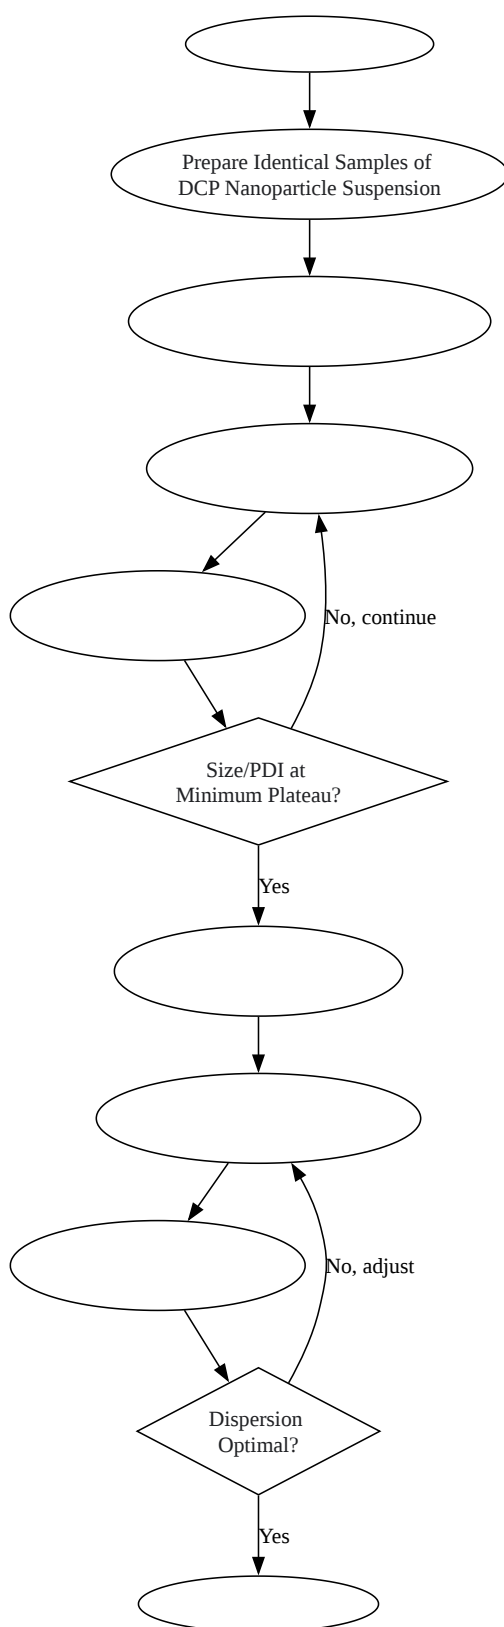 Prepare Identical Samples of
DCP Nanoparticle Suspension
No, continue
Size/PDI at
Minimum Plateau?
Yes
No, adjust
Dispersion
Optimal?
Yes